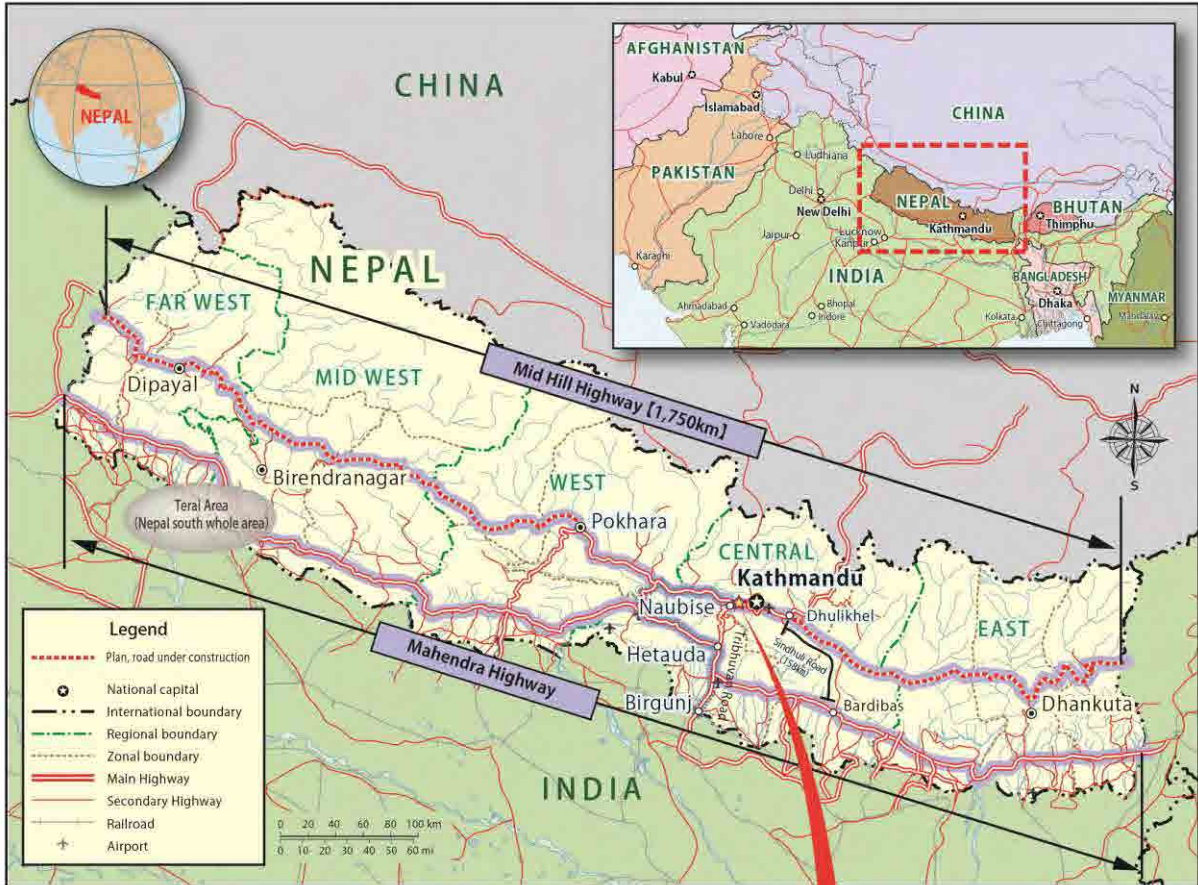 NEPAL
CHINA
AFGHANISTAN
Kabul
Islamabad
Lahore
Ludhiana
CHINA
PAKISTAN
Delhi
New Delhi
NEPAL
Kathmandu
BHUTAN
Thimphu
Jaipur
Lucknow
Kanpur
Karachi
INDIA
BANGLADESH
Dhaka
MYANMAR
Mandalay
Ahmadabad
Vadodara
Bhopal
Indore
Kolkata
Chittagong
NEPAL
FAR WEST
Dipayal
MID WEST
Mid Hill Highway【1,750km】
N
S
Birendranagar
WEST
Pokhara
Terai Area
(Nepal south whole area)
CENTRAL
Kathmandu
Naubise
Dhulikhel
EAST
Hetauda
Tribhuvan Road
Sindhuli Road
(158km)
Mahendra Highway
Birgunj
Bardibas
Dhankuta
INDIA
Legend
Plan, road under construction
National capital
International boundary
Regional boundary
Zonal boundary
Main Highway
Secondary Highway
Railroad
Airport
0 20 40 60 80 100 km
0 10 20 30 40 50 60 mi